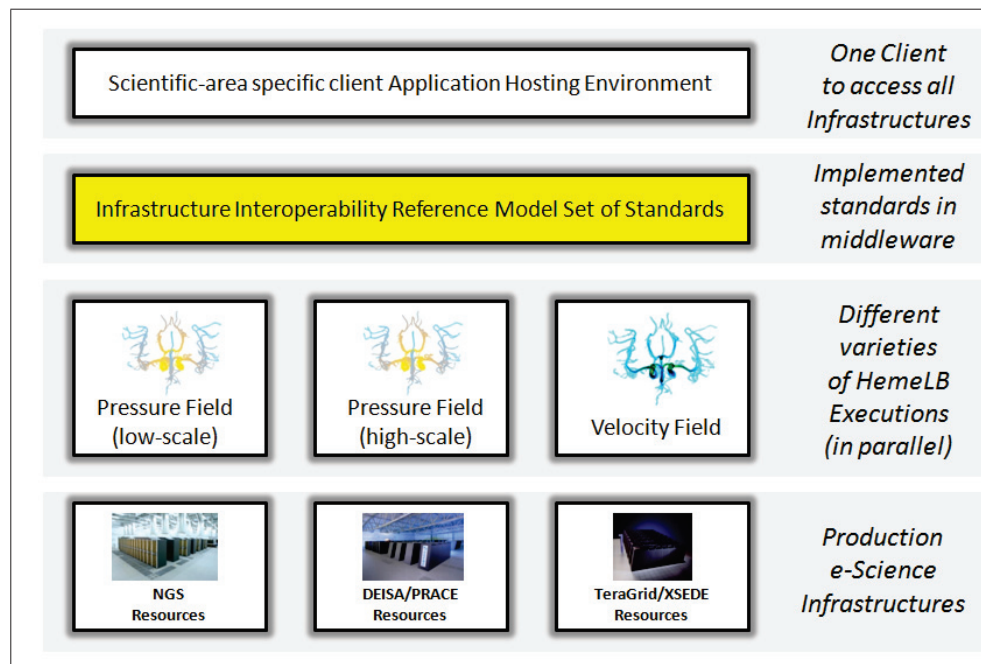 Scientific-area specific client Application Hosting Environment
One Client
to access all
Infrastructures
Infrastructure Interoperability Reference Model Set of Standards
Implemented
standards in
middleware
Pressure Field
(low-scale)
Pressure Field
(high-scale)
Velocity Field
Different
varieties
of HemeLB
Executions
(in parallel)
NGS
Resources
DEISA/PRACE
Resources
TeraGrid/XSEDE
Resources
Production
e-Science
Infrastructures